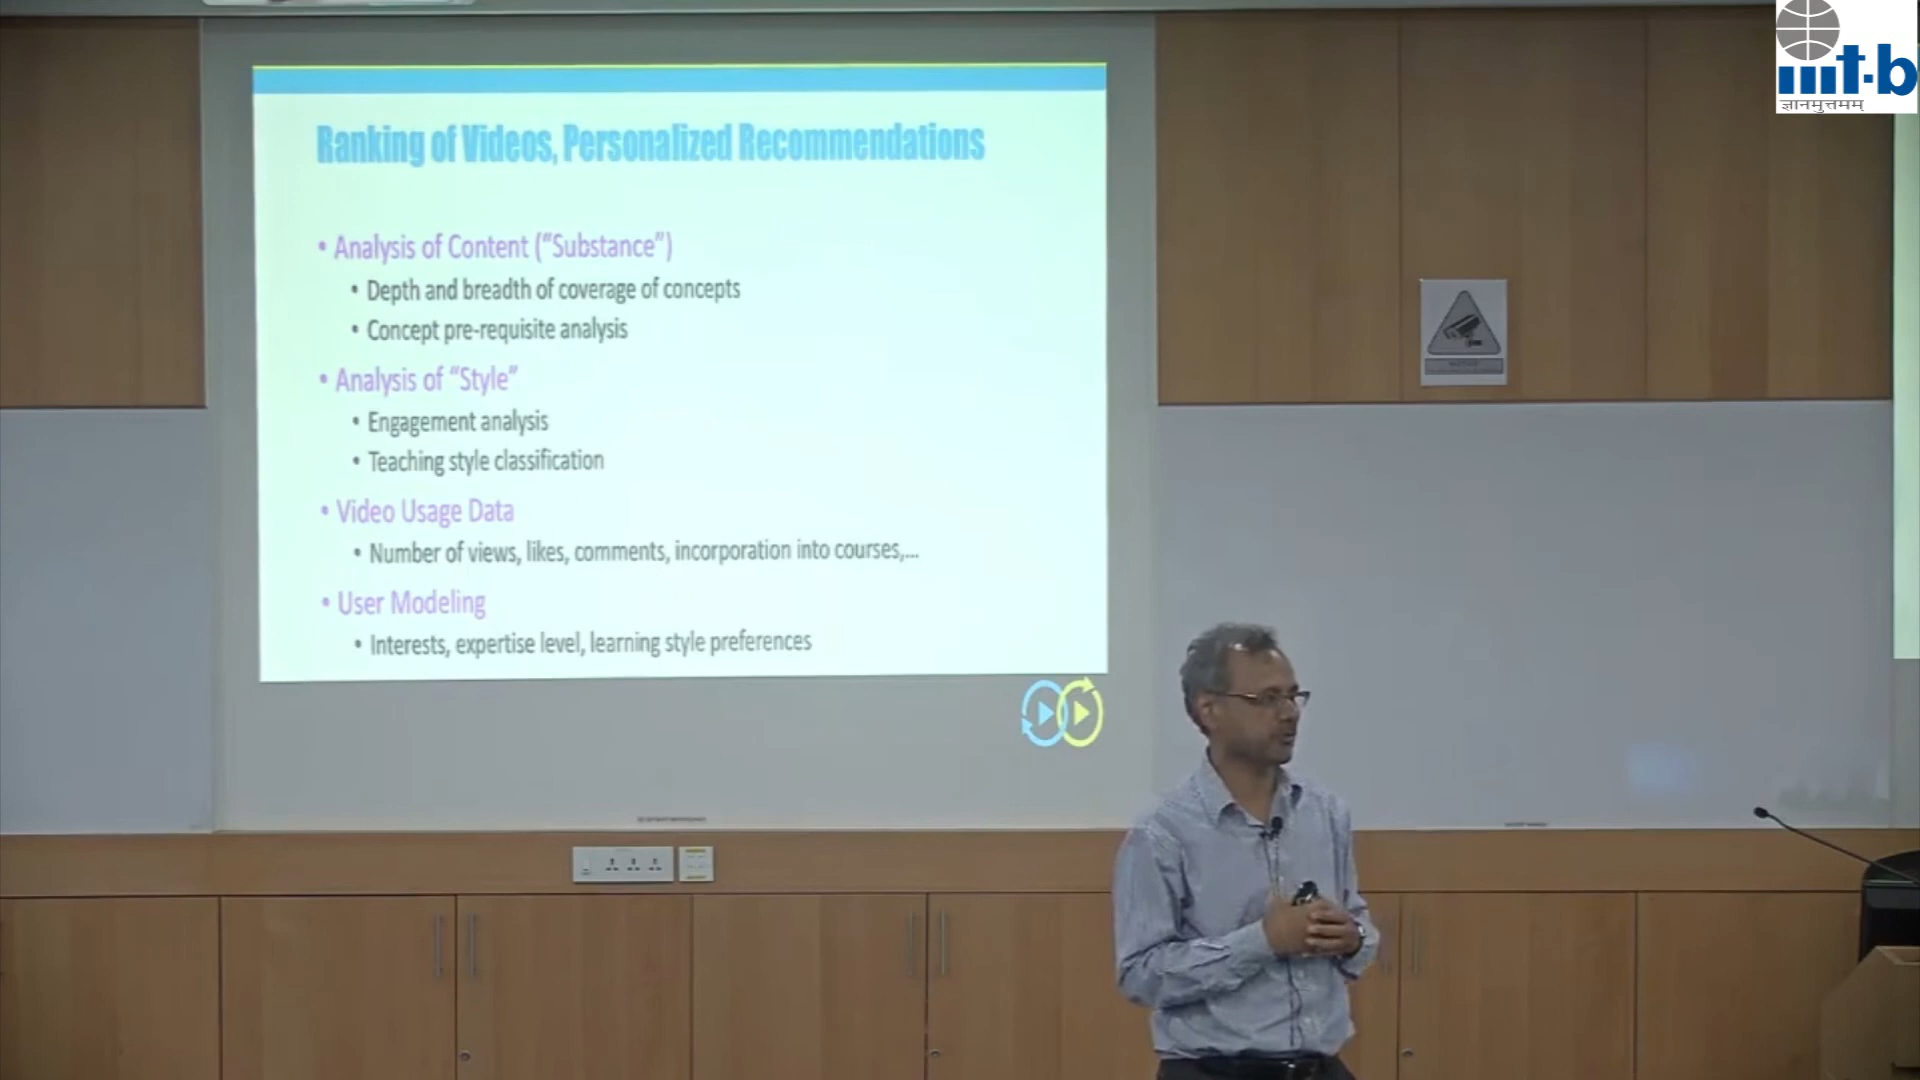 iiit-b
ज्ञानमुत्तमम्
Ranking of Videos, Personalized Recommendations
• Analysis of Content (“Substance”)
• Depth and breadth of coverage of concepts
• Concept pre-requisite analysis
• Analysis of “Style”
• Engagement analysis
• Teaching style classification
• Video Usage Data
• Number of views, likes, comments, incorporation into courses,...
• User Modeling
• Interests, expertise level, learning style preferences